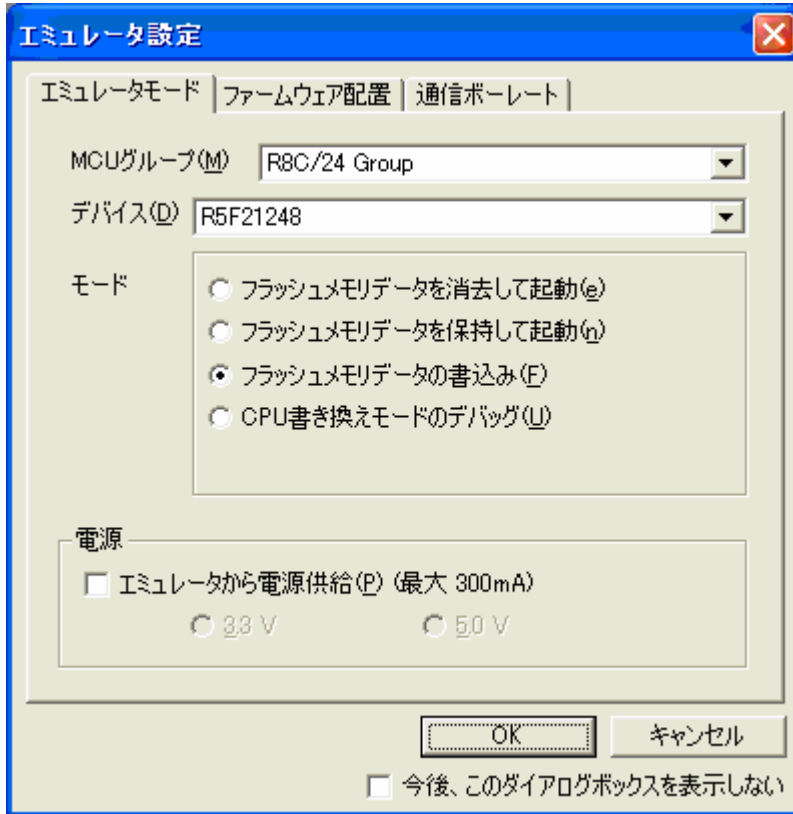 エミュレータ設定
エミュレータモード ファームウェア配置 通信ボーレート
MCUグループ(M) R8C/24 Group
デバイス(D) R5F21248
モード
フラッシュメモリデータを消去して起動(e)
フラッシュメモリデータを保持して起動(n)
フラッシュメモリデータの書込み(F)
CPU書き換えモードのデバッグ(U)
電源
エミュレータから電源供給(P) (最大 300mA)
3.3 V 5.0 V
OK キャンセル
今後、このダイアログボックスを表示しない